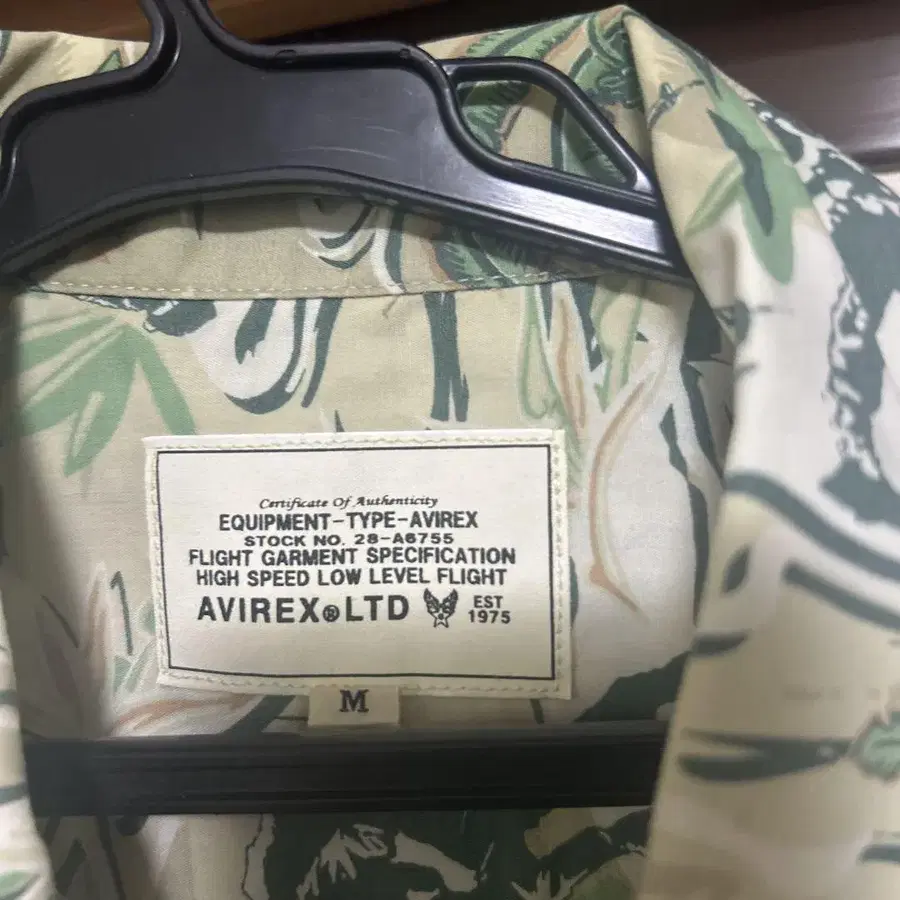 Certificate Of Authenticity
EQUIPMENT-TYPE-AVIREX
STOCK NO. 28-A6755
FLIGHT GARMENT SPECIFICATION
HIGH SPEED LOW LEVEL FLIGHT
AVIREX®LTD EST 1975
M